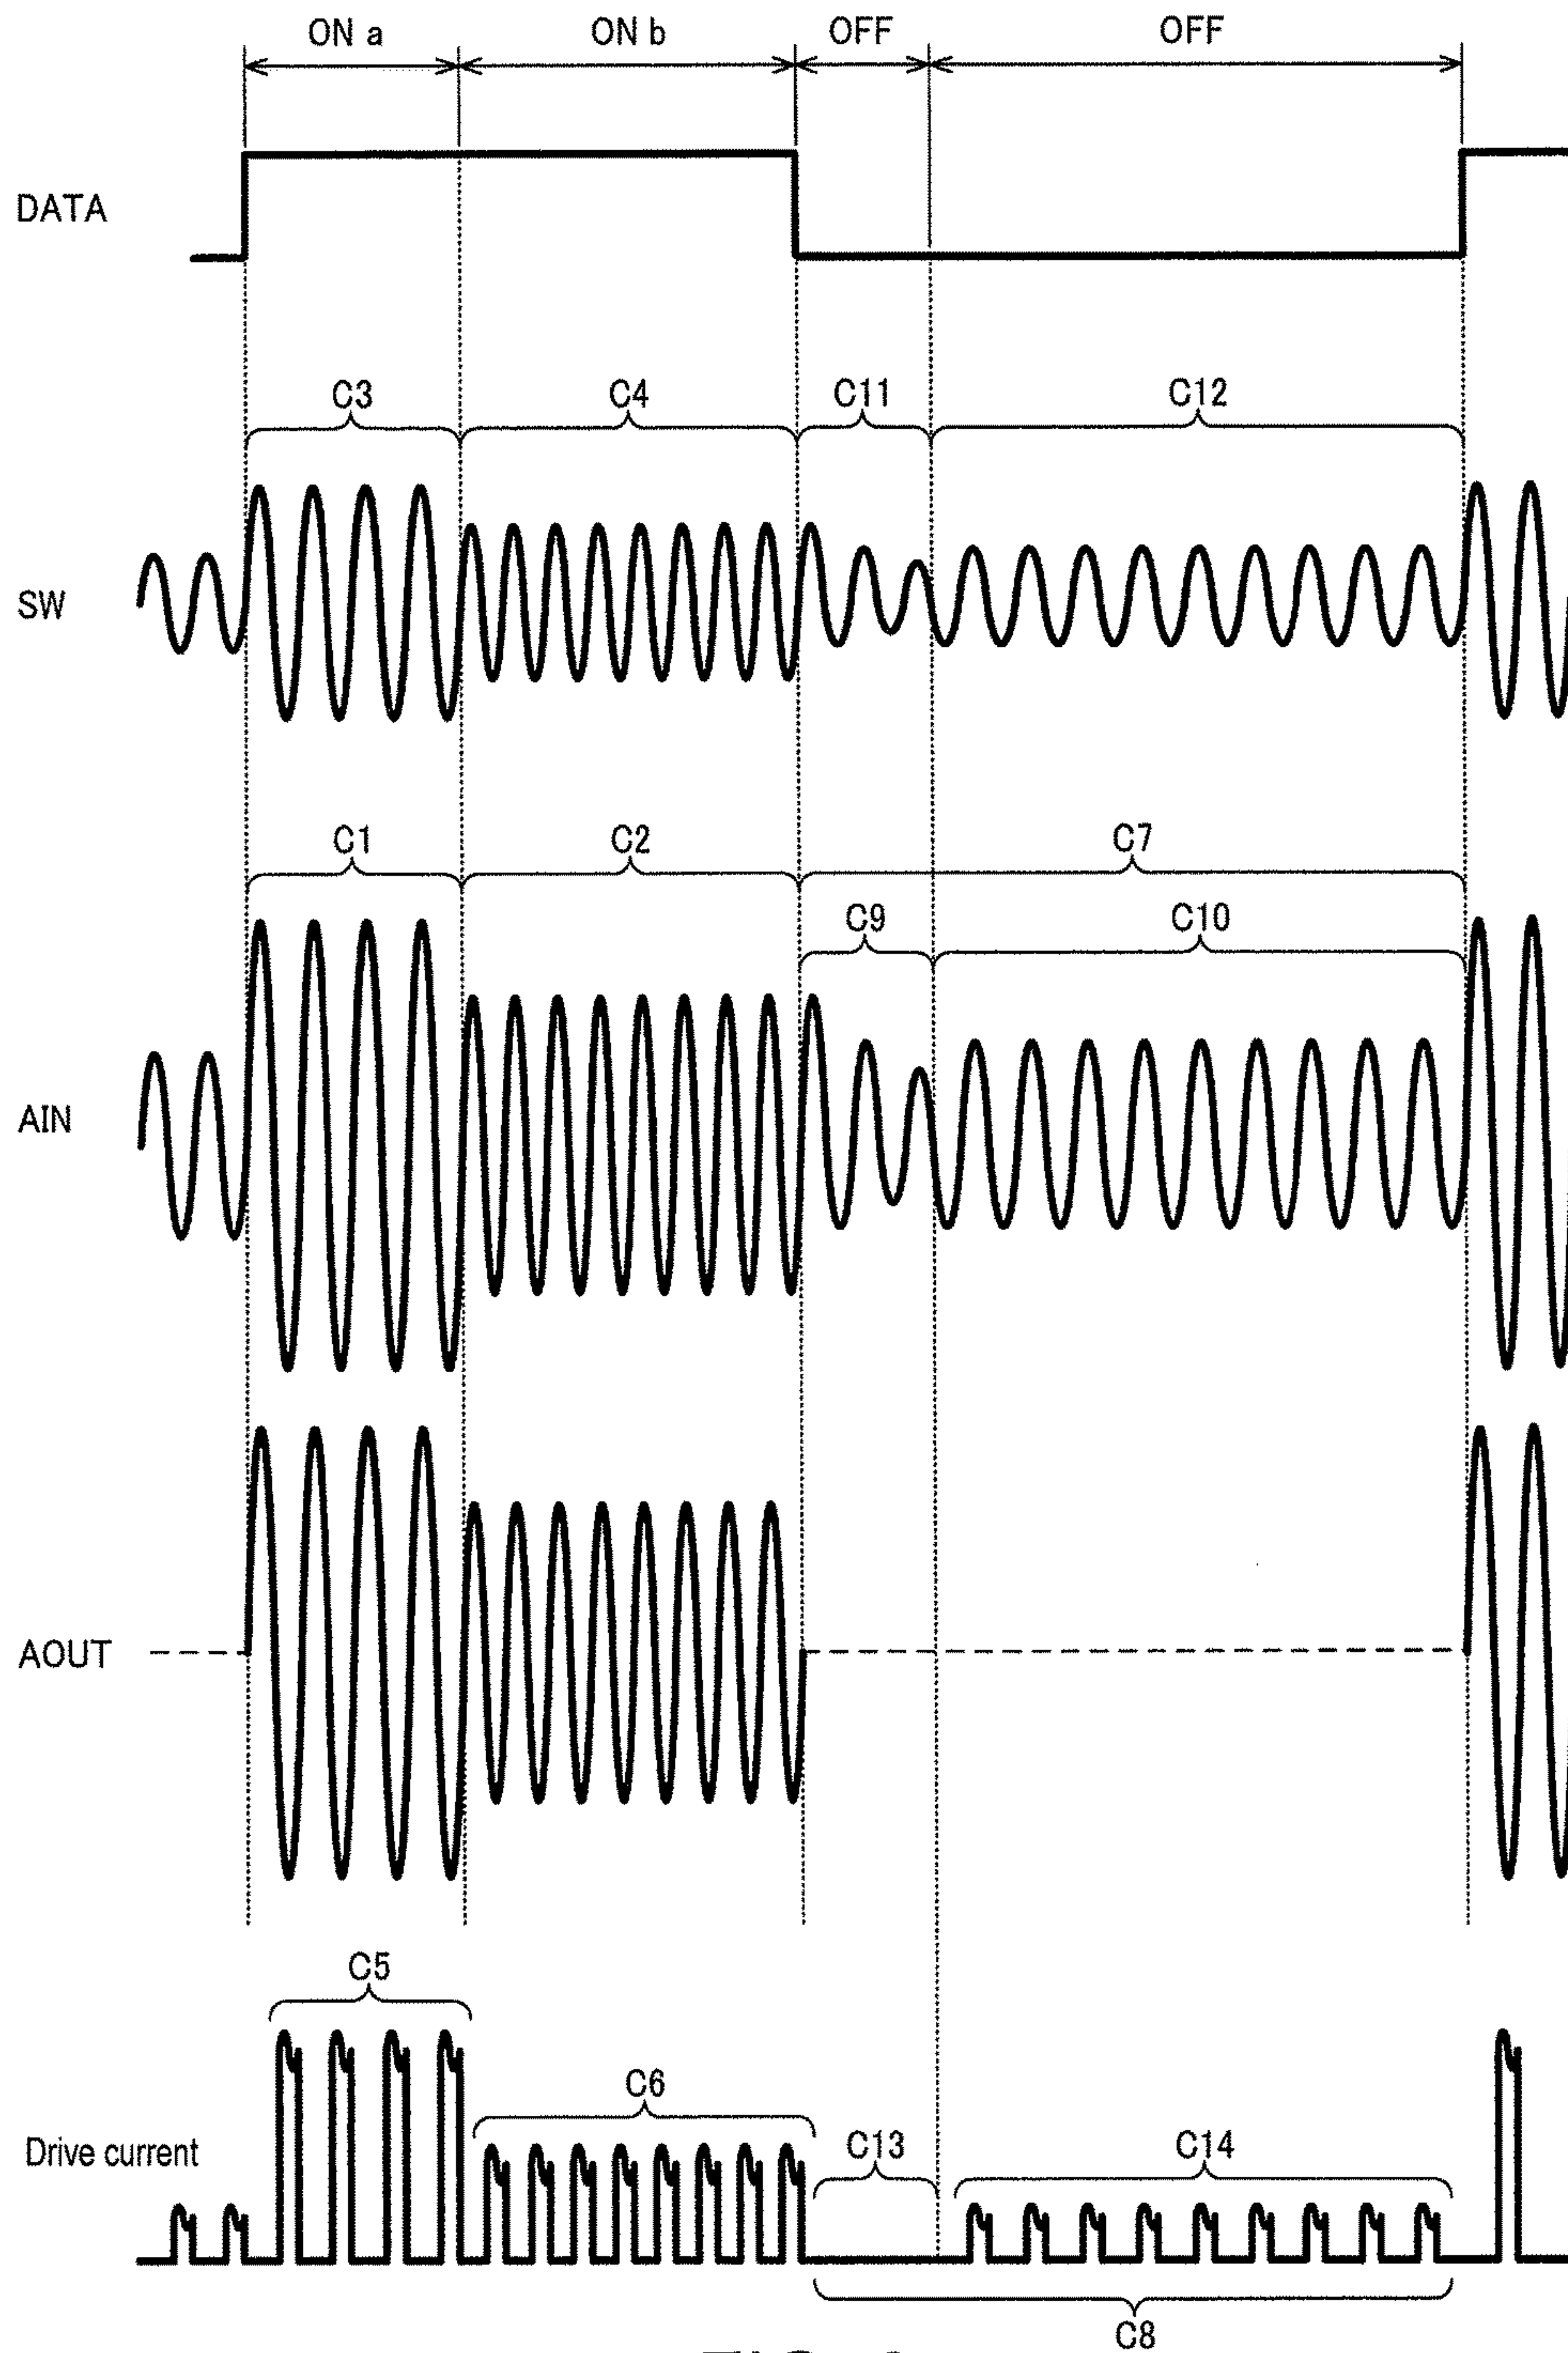 ON a ON b OFF OFF
DATA
C3 C4 C11 C12
SW
C1 C2 C7
C9 C10
AIN
AOUT
C5
C6
Drive current C13 C14
C8